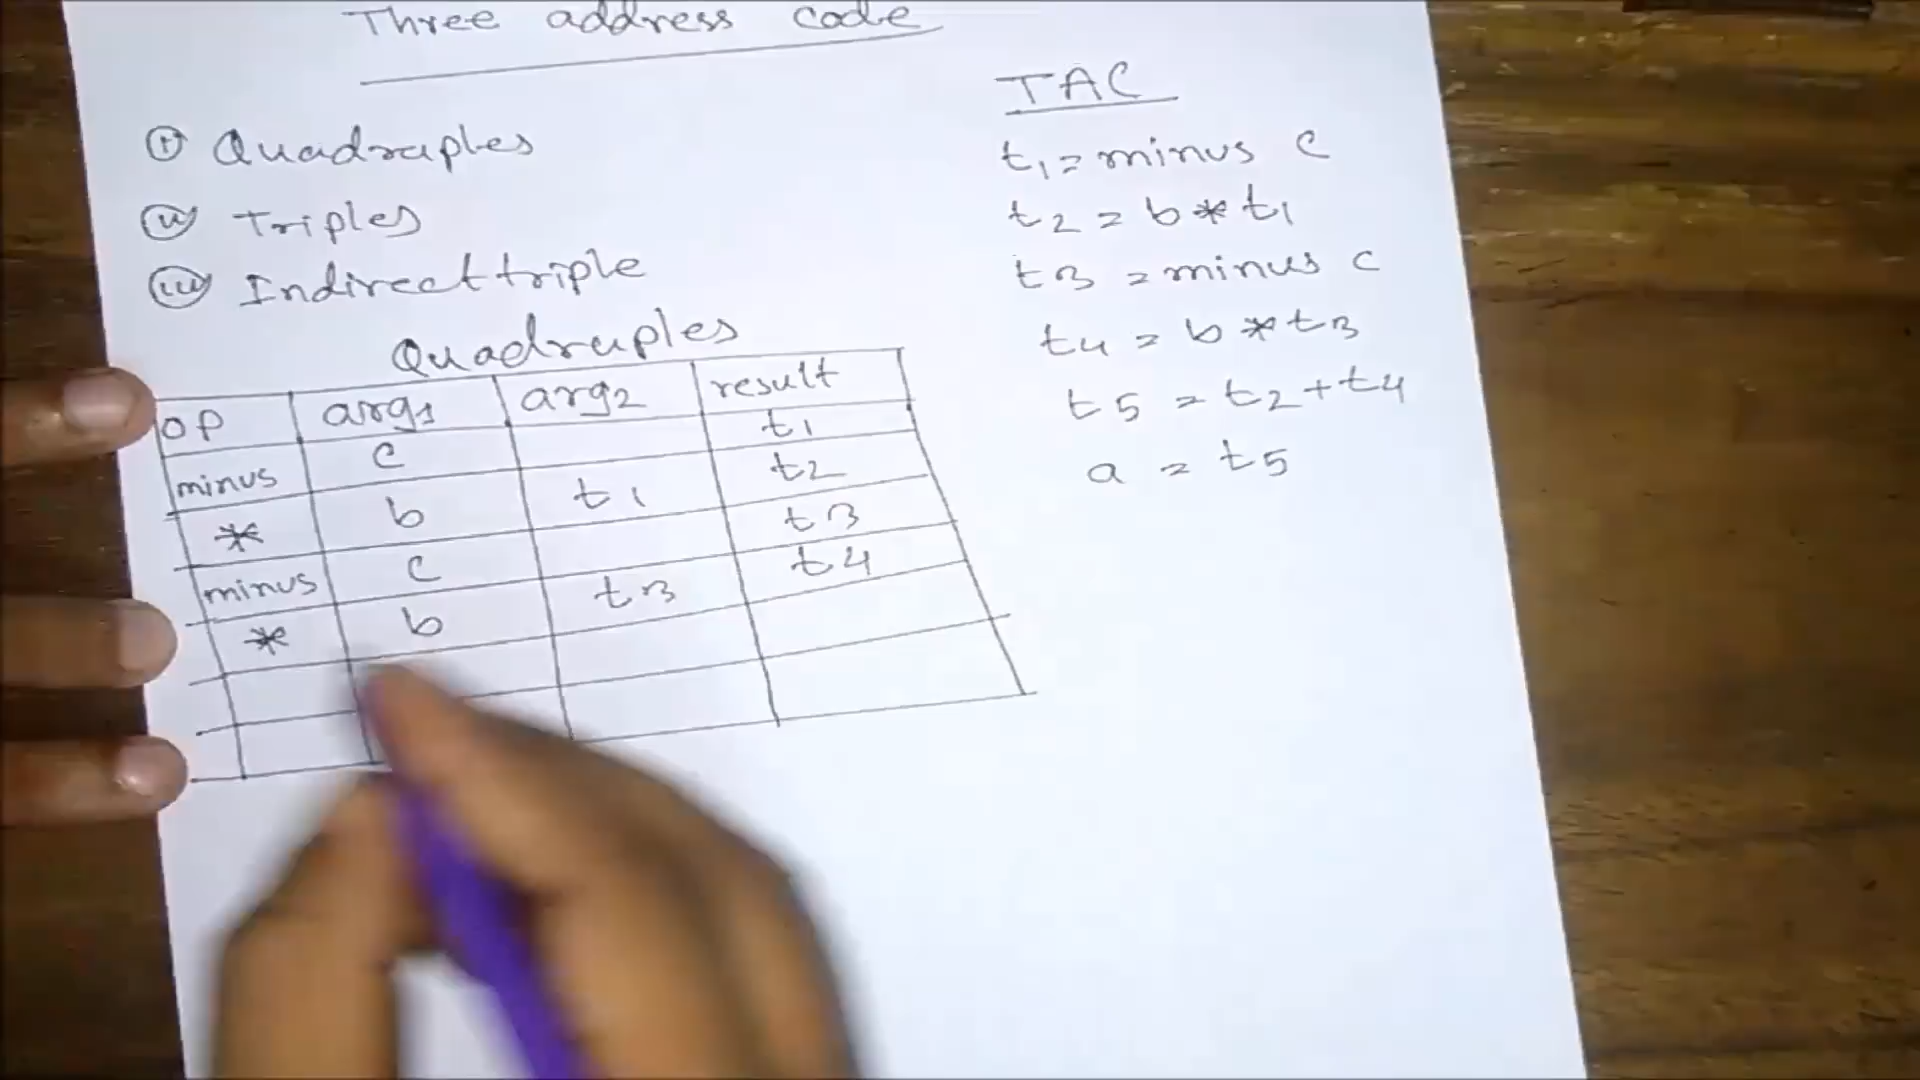 Three address code
(i) Quadruples
(ii) Triples
(iii) Indirect triple
TAC
t1 = minus c
t2 = b * t1
t3 = minus c
t4 = b * t3
t5 = t2 + t4
a = t5
Quadruples
op arg1 arg2 result
minus c t1
* b t1 t2
minus c t3
* b t3 t4